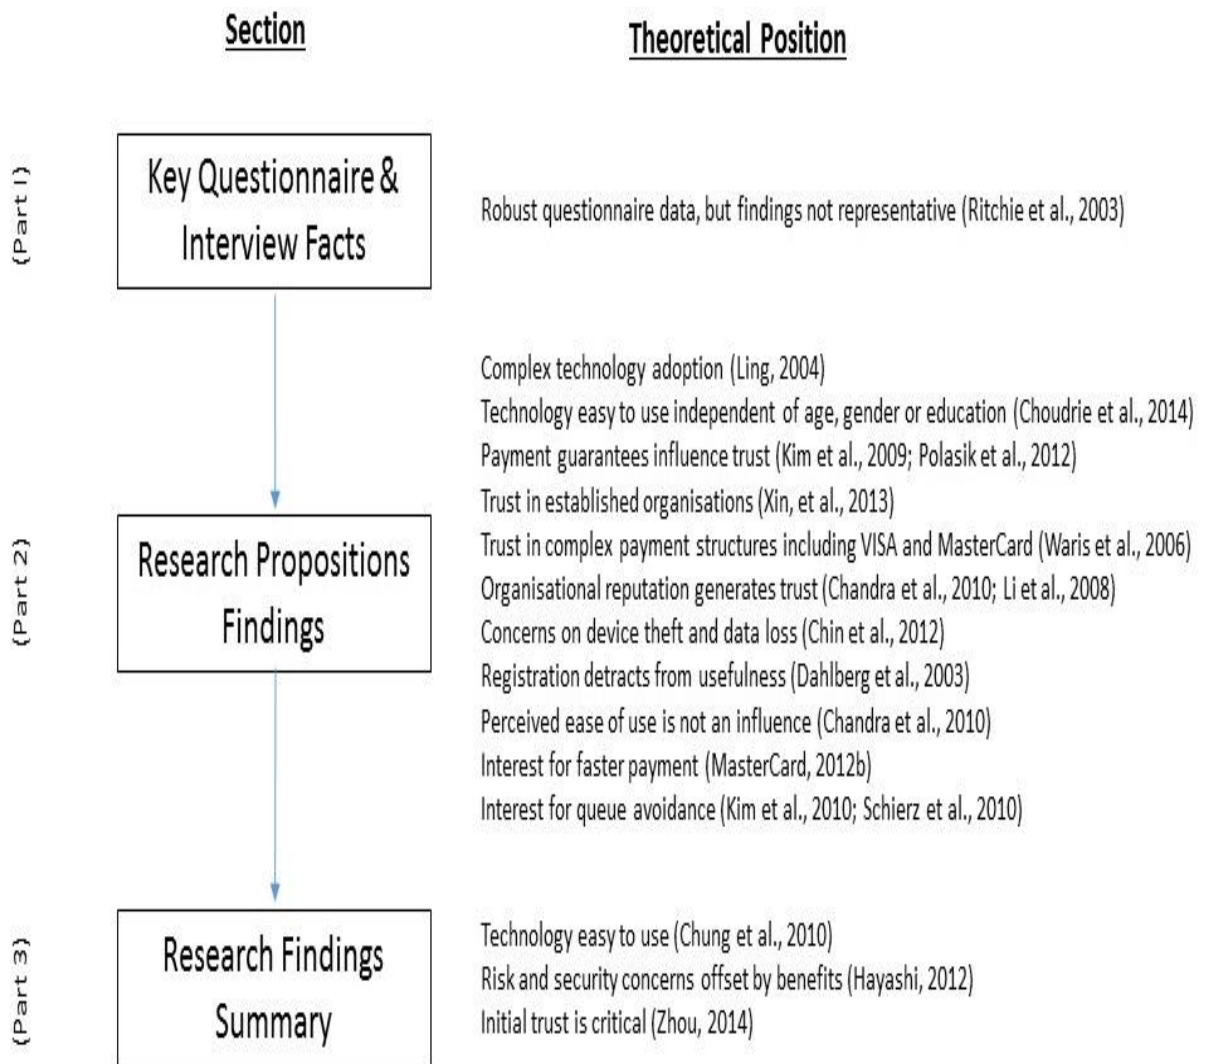 Section
Theoretical Position
(Part I)
Key Questionnaire &
Interview Facts
Robust questionnaire data, but findings not representative (Ritchie et al., 2003)
Complex technology adoption (Ling, 2004)
Technology easy to use independent of age, gender or education (Choudrie et al., 2014)
Payment guarantees influence trust (Kim et al., 2009; Polasik et al., 2012)
Trust in established organisations (Xin, et al., 2013)
Trust in complex payment structures including VISA and MasterCard (Waris et al., 2006)
Organisational reputation generates trust (Chandra et al., 2010; Li et al., 2008)
Concerns on device theft and data loss (Chin et al., 2012)
Registration detracts from usefulness (Dahlberg et al., 2003)
Perceived ease of use is not an influence (Chandra et al., 2010)
Interest for faster payment (MasterCard, 2012b)
Interest for queue avoidance (Kim et al., 2010; Schierz et al., 2010)
(Part 2)
Research Propositions
Findings
(Part 3)
Research Findings
Summary
Technology easy to use (Chung et al., 2010)
Risk and security concerns offset by benefits (Hayashi, 2012)
Initial trust is critical (Zhou, 2014)